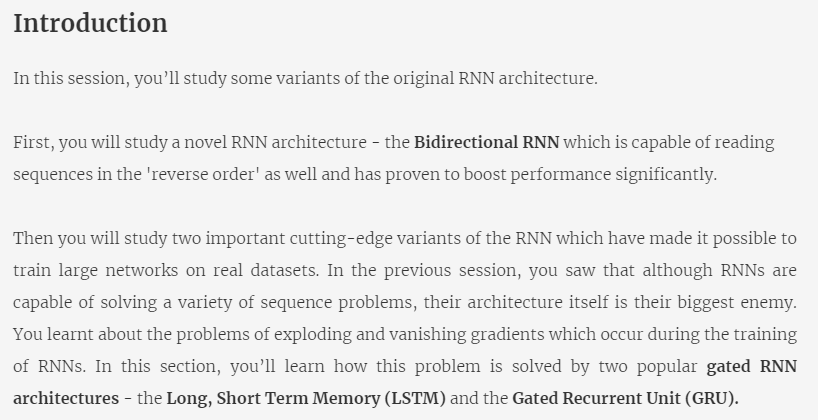 Introduction
In this session, you’ll study some variants of the original RNN architecture.
First, you will study a novel RNN architecture - the Bidirectional RNN which is capable of reading
sequences in the 'reverse order' as well and has proven to boost performance significantly.
Then you will study two important cutting-edge variants of the RNN which have made it possible to
train large networks on real datasets. In the previous session, you saw that although RNNs are
capable of solving a variety of sequence problems, their architecture itself is their biggest enemy.
You learnt about the problems of exploding and vanishing gradients which occur during the training
of RNNs. In this section, you’ll learn how this problem is solved by two popular gated RNN
architectures - the Long, Short Term Memory (LSTM) and the Gated Recurrent Unit (GRU).